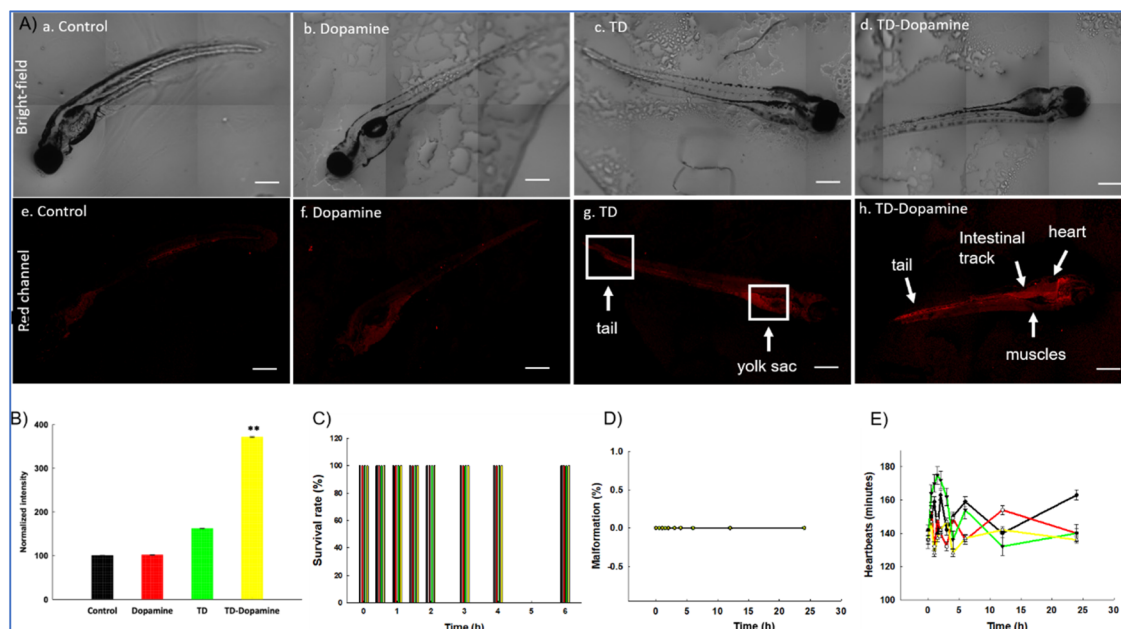 A)
a. Control
b. Dopamine
c. TD
d. TD-Dopamine
Bright-field
e. Control
f. Dopamine
g. TD
h. TD-Dopamine
Red channel
tail
yolk sac
tail
Intestinal
track
heart
muscles
B)
Normalized intensity
400
300
200
100
0
**
Control
Dopamine
TD
TD-Dopamine
C)
Survival rate (%)
120
100
80
60
40
20
0
0 1 2 3 4 5 6
Time (h)
D)
Malformation (%)
1.0
0.5
0.0
-0.5
0 5 10 15 20 25 30
Time (h)
E)
Heartbeats (minutes)
180
160
140
120
100
0 5 10 15 20 25 30
Time (h)